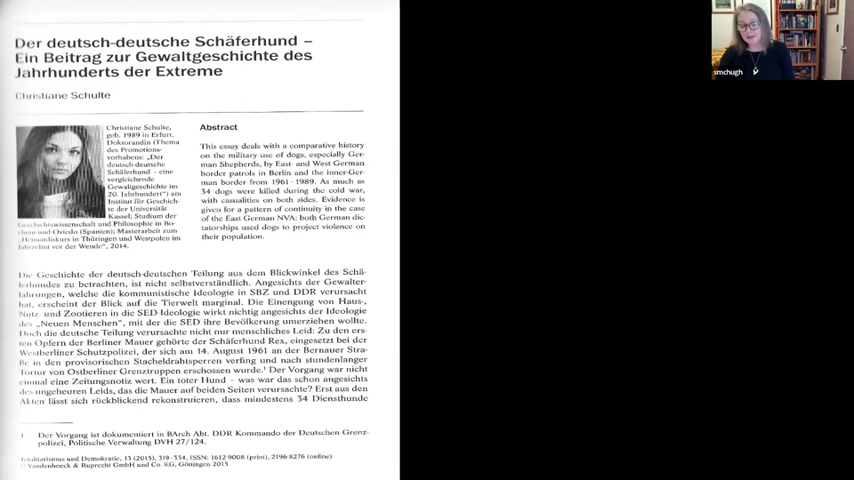 Der deutsch-deutsche Schäferhund –
Ein Beitrag zur Gewaltgeschichte des
Jahrhunderts der Extreme
Christiane Schulte
Christiane Schulte,
geb. 1989 in Erfurt.
Doktorandin (Thema
des Promotions-
vorhabens: „Der
deutsch-deutsche
Schäferhund – eine
vergleichende
Gewaltgeschichte im
20. Jahrhundert“) am
Institut für Geschich-
te der Universität
Kassel; Studium der
Geschichtswissenschaft und Philosophie in Bo-
chum und Oviedo (Spanien); Masterarbeit zum
„Heimatdiskurs in Thüringen und Westpolen im
Jahrzehnt vor der Wende“, 2014.
Abstract
This essay deals with a comparative history
on the military use of dogs, especially Ger-
man Shepherds, by East- and West German
border patrols in Berlin and the inner-Ger-
man border from 1961–1989. As much as
34 dogs were killed during the cold war,
with casualties on both sides. Evidence is
given for a pattern of continuity in the case
of the East German NVA: both German dic-
tatorships used dogs to project violence on
their population.
Die Geschichte der deutsch-deutschen Teilung aus dem Blickwinkel des Schä-
ferhundes zu betrachten, ist nicht selbstverständlich. Angesichts der Gewalter-
fahrungen, welche die kommunistische Ideologie in SBZ und DDR verursacht
hat, erscheint der Blick auf die Tierwelt marginal. Die Einengung von Haus-,
Nutz- und Zootieren in die SED-Ideologie wirkt nichtig angesichts der Ideologie
des „Neuen Menschen“, mit der die SED ihre Bevölkerung umerziehen wollte.
Doch die deutsche Teilung verursachte nicht nur menschliches Leid: Zu den ers-
ten Opfern der Berliner Mauer gehörte der Schäferhund Rex, eingesetzt bei der
Westberliner Schutzpolizei, der sich am 14. August 1961 an der Bernauer Stra-
ße in den provisorischen Stacheldrahtsperren verfing und nach stundenlanger
Tortur von Ostberliner Grenztruppen erschossen wurde.¹ Der Vorgang war nicht
einmal eine Zeitungsnotiz wert. Ein toter Hund – was war das schon angesichts
des ungeheuren Leids, das die Mauer auf beiden Seiten verursachte? Erst aus den
Akten lässt sich rückblickend rekonstruieren, dass mindestens 34 Diensthunde
1 Der Vorgang ist dokumentiert in BArch Abt. DDR Kommando der Deutschen Grenz-
polizei, Politische Verwaltung DVH 27/124.
Totalitarismus und Demokratie, 13 (2015), 319–334, ISSN: 1612-9008 (print), 2196-8276 (online)
© Vandenhoeck & Ruprecht GmbH und Co. KG, Göttingen 2015
smchugh